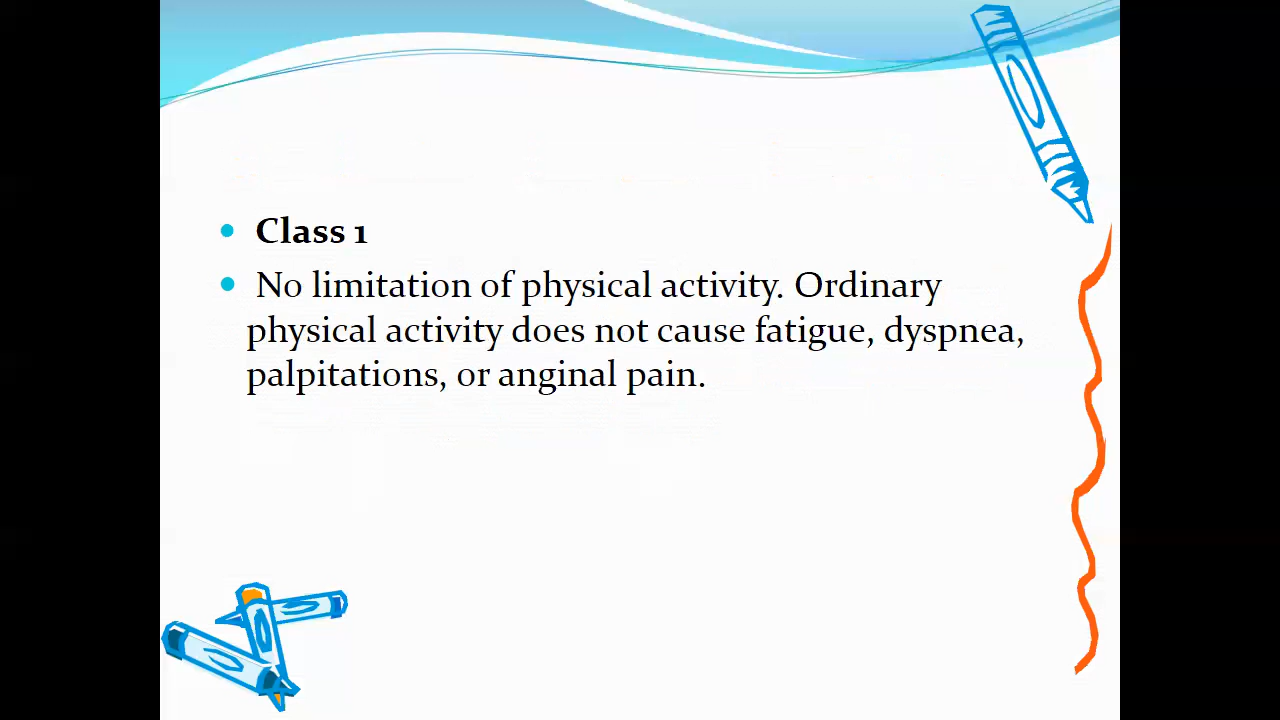 Class 1
No limitation of physical activity. Ordinary
physical activity does not cause fatigue, dyspnea,
palpitations, or anginal pain.